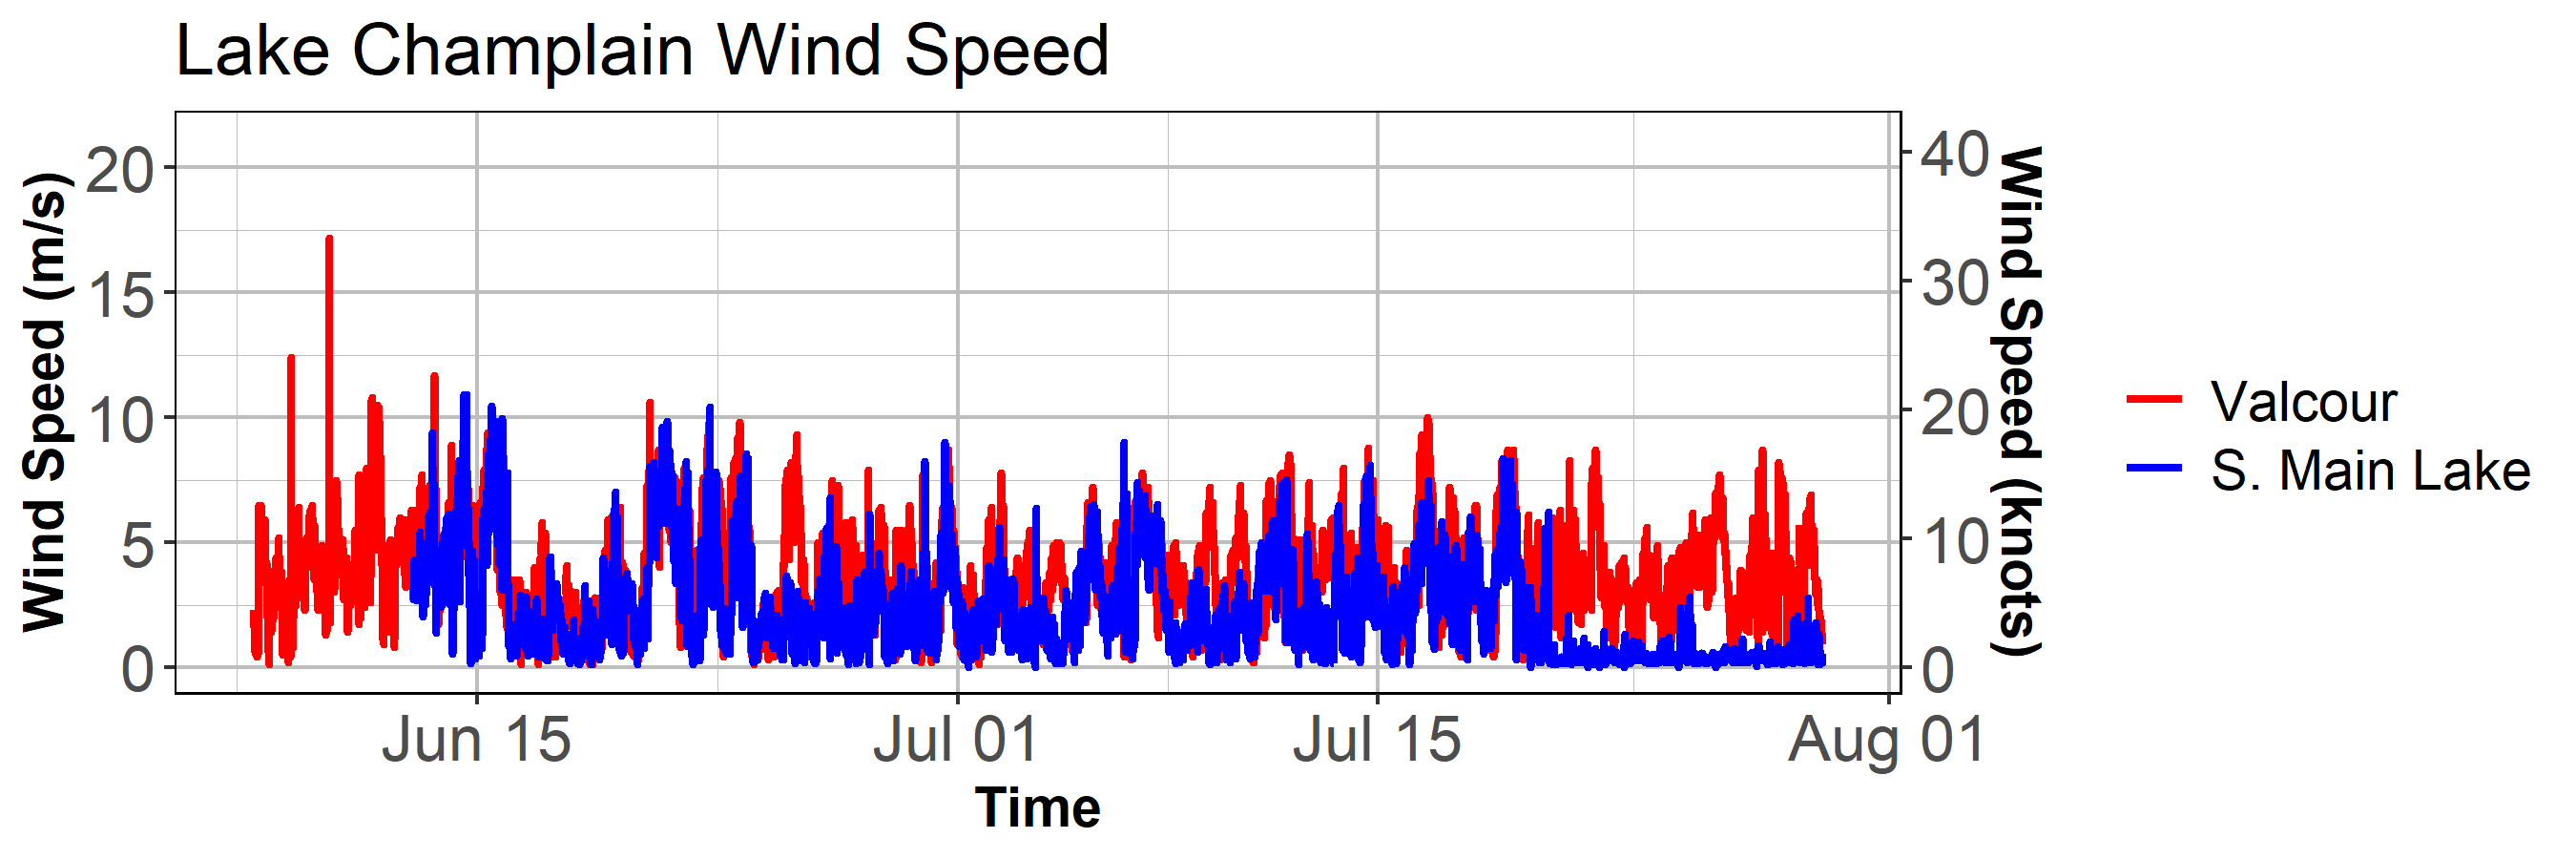 Lake Champlain Wind Speed
Wind Speed (m/s)
20
15
10
5
0
40
30
20
10
0
Wind Speed (knots)
Jun 15
Jul 01
Jul 15
Aug 01
Time
Valcour
S. Main Lake